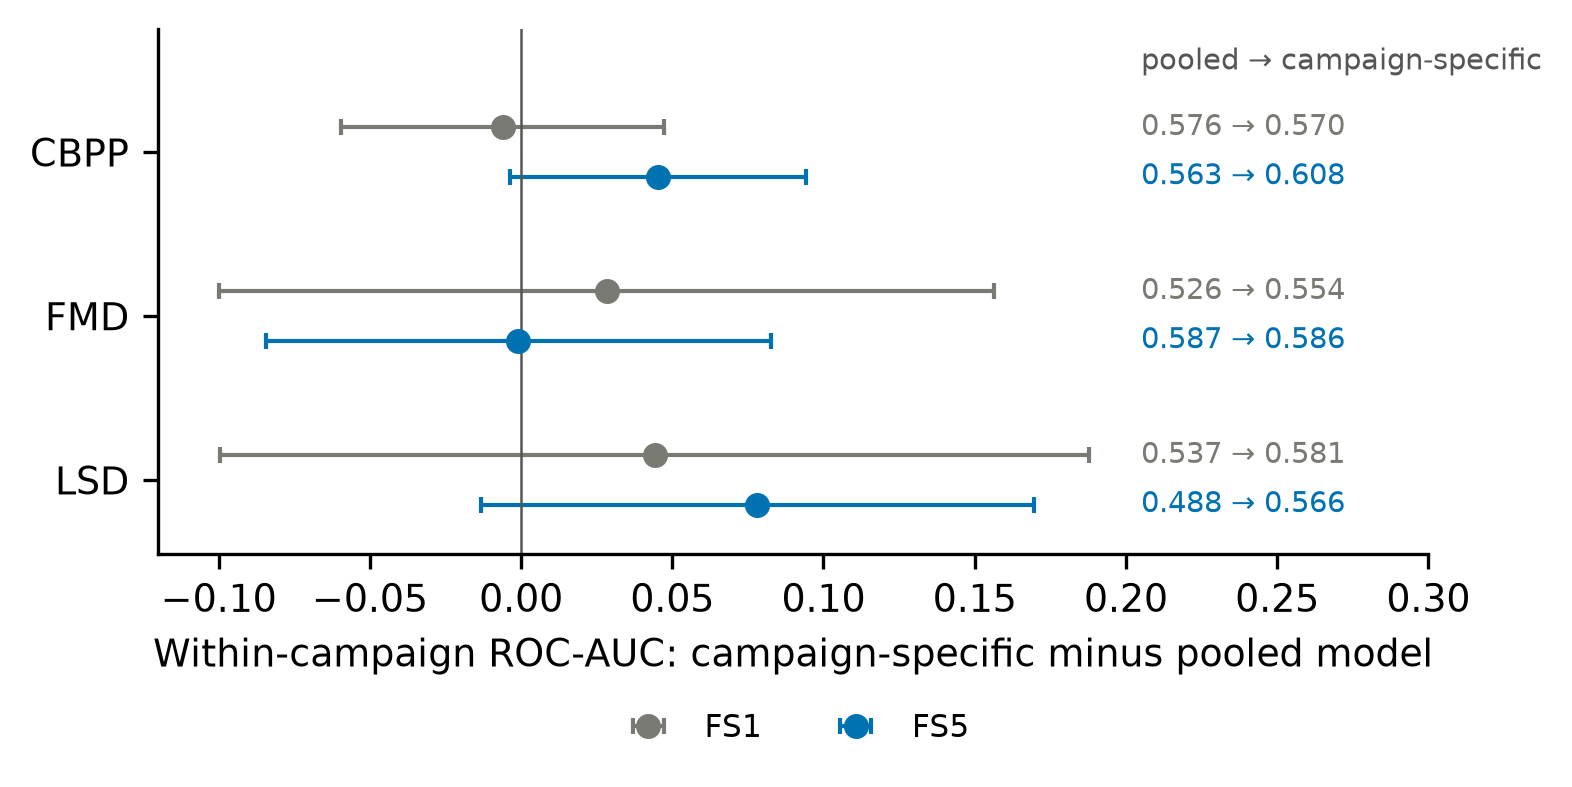 pooled → campaign-specific
CBPP
0.576 → 0.570
0.563 → 0.608
FMD
0.526 → 0.554
0.587 → 0.586
LSD
0.537 → 0.581
0.488 → 0.566
−0.10 −0.05 0.00 0.05 0.10 0.15 0.20 0.25 0.30
Within-campaign ROC-AUC: campaign-specific minus pooled model
FS1 FS5